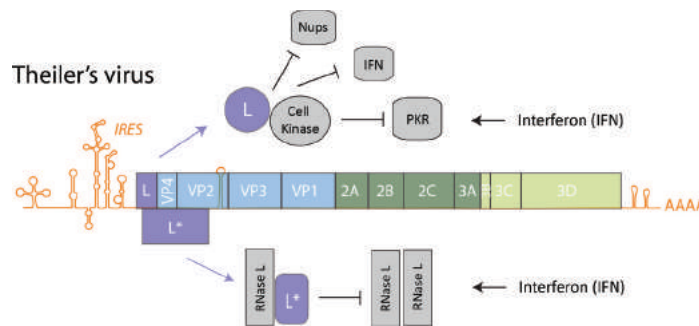 Nups
Theiler's virus
IFN
L
Cell
Kinase
PKR
Interferon (IFN)
IRES
L
VP4
VP2
VP3
VP1
2A
2B
2C
3A
3C
3D
AAAA
L*
RNase L
L*
RNase L
RNase L
Interferon (IFN)